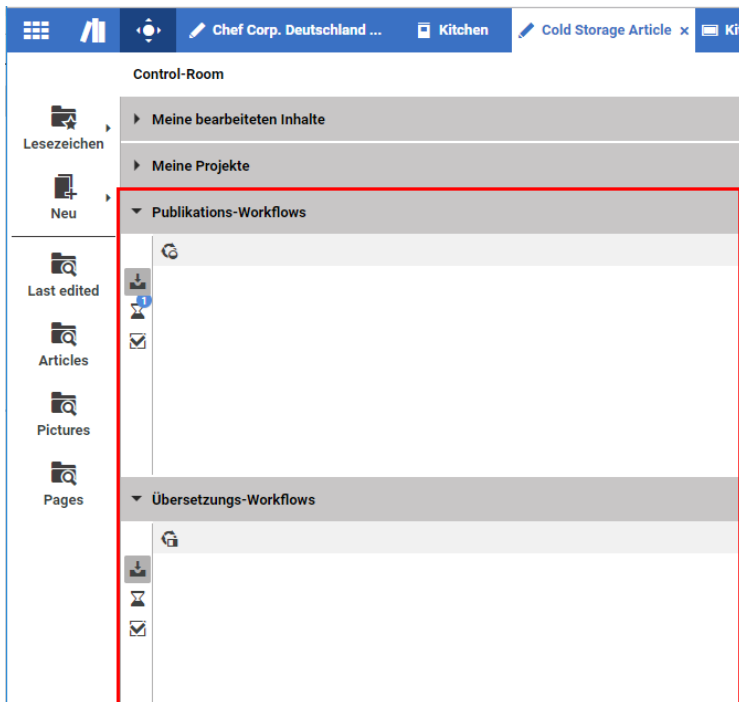 Chef Corp. Deutschland ...
Kitchen
Cold Storage Article
Control-Room
Lesezeichen
Neu
Last edited
Articles
Pictures
Pages
Meine bearbeiteten Inhalte
Meine Projekte
Publikations-Workflows
1
Übersetzungs-Workflows